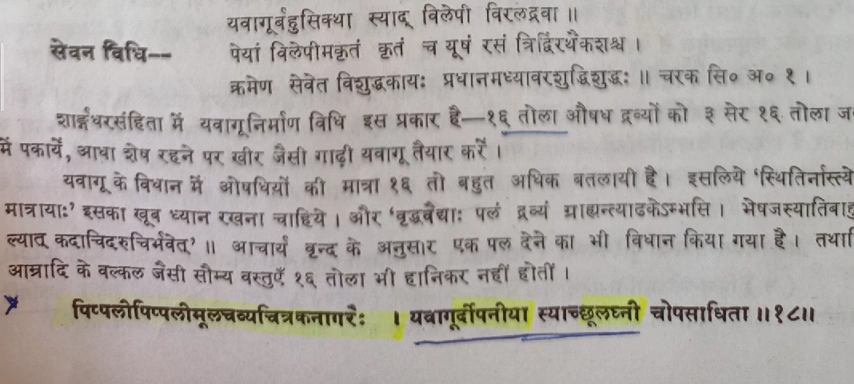 यवागूर्बहुसिक्था स्याद् विलेपी विरलद्रवा ॥
सेवन विधि-- पेयां विलेपीमकृतं कृतं च यूषं रसं त्रिर्द्विरथैकशश्च ।
क्रमेण सेवेत विशुद्धकायः प्रधानमध्यावरशुद्धिशुद्धः ॥ चरक सि० अ० १ ।
शार्ङ्गधरसंहिता में यवागूनिर्माण विधि इस प्रकार है—१६ तोला औषध द्रव्यों को ३ सेर १६ तोला ज
में पकायें, आधा शेष रहने पर खीर जैसी गाढ़ी यवागू तैयार करें ।
यवागू के विधान में ओषधियों की मात्रा १६ तो बहुत अधिक बतलायी है । इसलिये 'स्थितिर्नास्त्ये
मात्रायाः' इसका खूब ध्यान रखना चाहिये । और 'वृद्धवैद्याः पलं द्रव्यं ग्राह्यन्त्याढकेऽम्भसि । भेषजस्यातिबाहु
ल्यात् कदाचिदरुचिर्भवेत्' ॥ आचार्य वृन्द के अनुसार एक पल देने का भी विधान किया गया है । तथापि
आम्रादि के वल्कल जैसी सौम्य वस्तुएँ १६ तोला भी हानिकर नहीं होतीं ।
पिप्पलीपिप्पलीमूलचव्यचित्रकनागरैः । यवागूर्दीपनीया स्याच्छूलघ्नी चोपसाधिता ॥१८॥